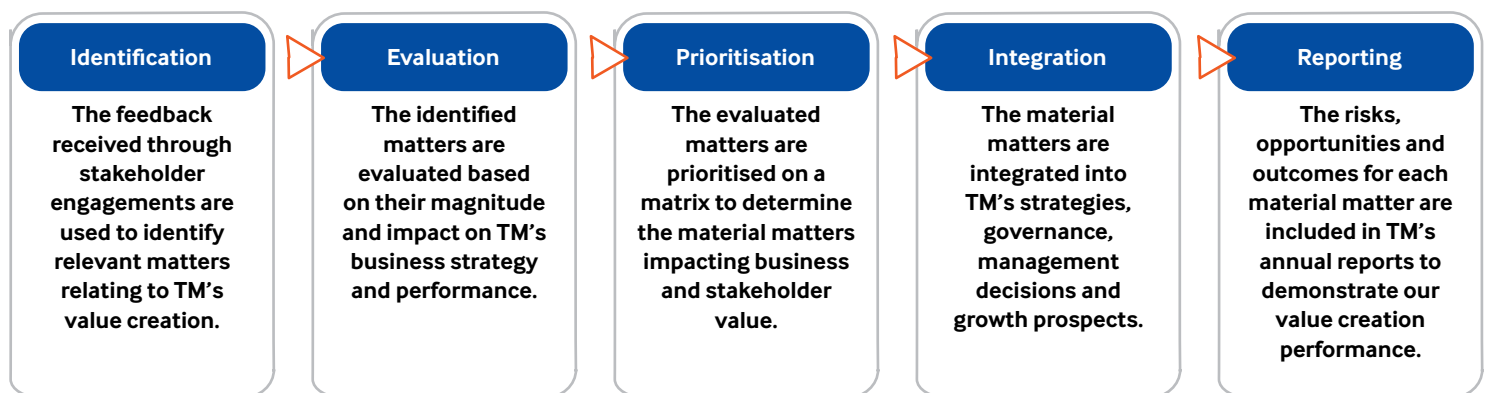 Identification
The feedback
received through
stakeholder
engagements are
used to identify
relevant matters
relating to TM’s
value creation.
Evaluation
The identified
matters are
evaluated based
on their magnitude
and impact on TM’s
business strategy
and performance.
Prioritisation
The evaluated
matters are
prioritised on a
matrix to determine
the material matters
impacting business
and stakeholder
value.
Integration
The material
matters are
integrated into
TM’s strategies,
governance,
management
decisions and
growth prospects.
Reporting
The risks,
opportunities and
outcomes for each
material matter are
included in TM’s
annual reports to
demonstrate our
value creation
performance.